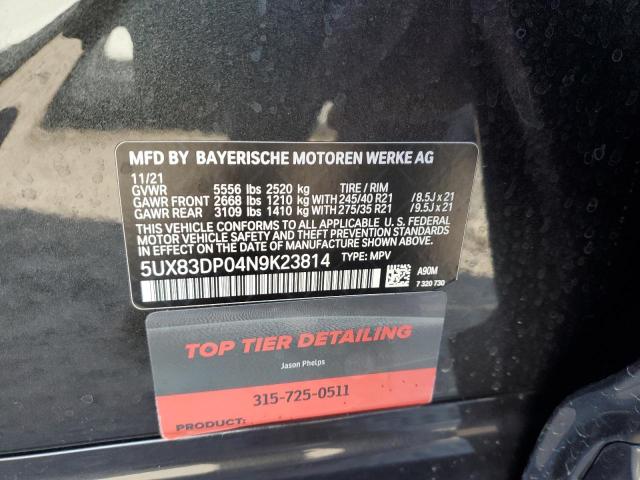 MFD BY BAYERISCHE MOTOREN WERKE AG
11/21
GVWR 5556 lbs 2520 kg TIRE / RIM
GAWR FRONT 2668 lbs 1210 kg WITH 245/40 R21 /8.5J x 21
GAWR REAR 3109 lbs 1410 kg WITH 275/35 R21 /9.5J x 21
THIS VEHICLE CONFORMS TO ALL APPLICABLE U. S. FEDERAL
MOTOR VEHICLE SAFETY STANDARDS IN EFFECT ON THE
DATE OF MANUFACTURE SHOWN ABOVE.
5UX83DP04N9K23814 TYPE: MPV
A90M
7 320 730
TOP TIER DETAILING
Jason Phelps
315-725-0511
PRODUCT: